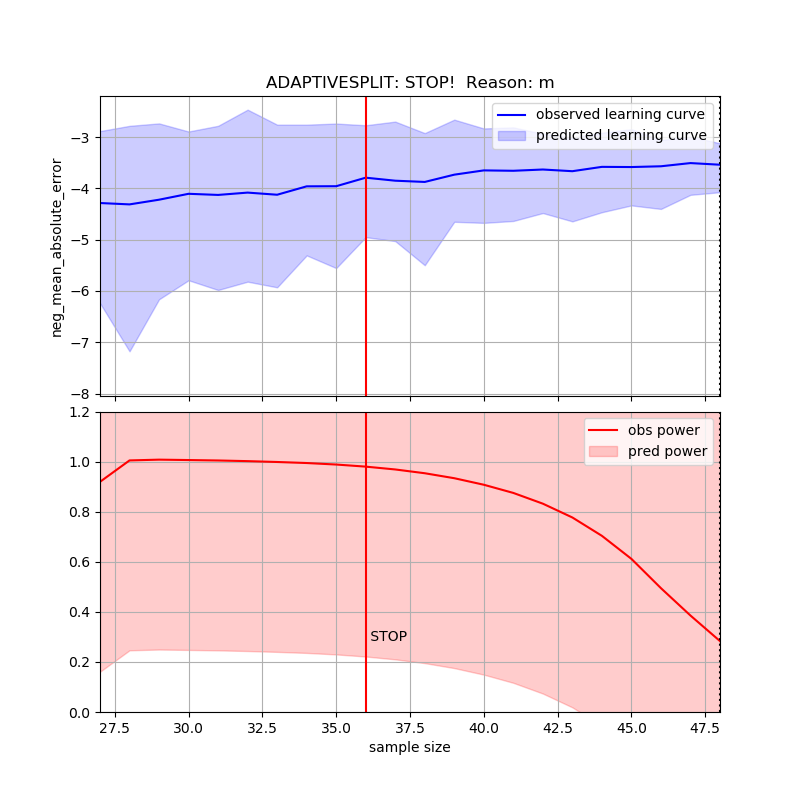 ADAPTIVESPLIT: STOP!  Reason: m
observed learning curve
predicted learning curve
neg_mean_absolute_error
−3
−4
−5
−6
−7
−8
obs power
pred power
STOP
1.2
1.0
0.8
0.6
0.4
0.2
0.0
27.5 30.0 32.5 35.0 37.5 40.0 42.5 45.0 47.5
sample size